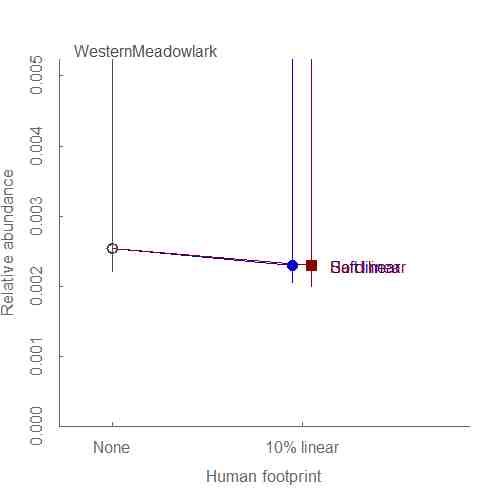 WesternMeadowlark
0.005
0.004
0.003
0.002
0.001
0.000
Relative abundance
None
10% linear
Human footprint